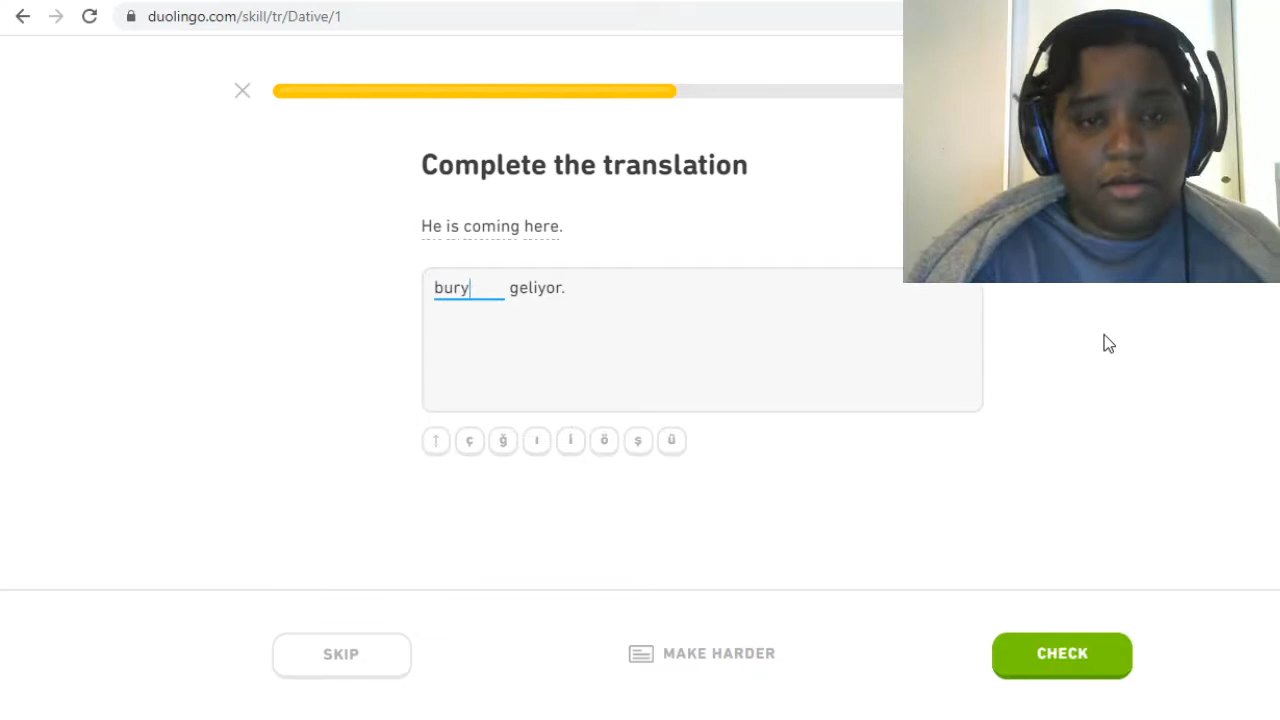 duolingo.com/skill/tr/Dative/1
Complete the translation
He is coming here.
bury geliyor.
↑ ç ğ ı i ö ş ü
SKIP
MAKE HARDER
CHECK